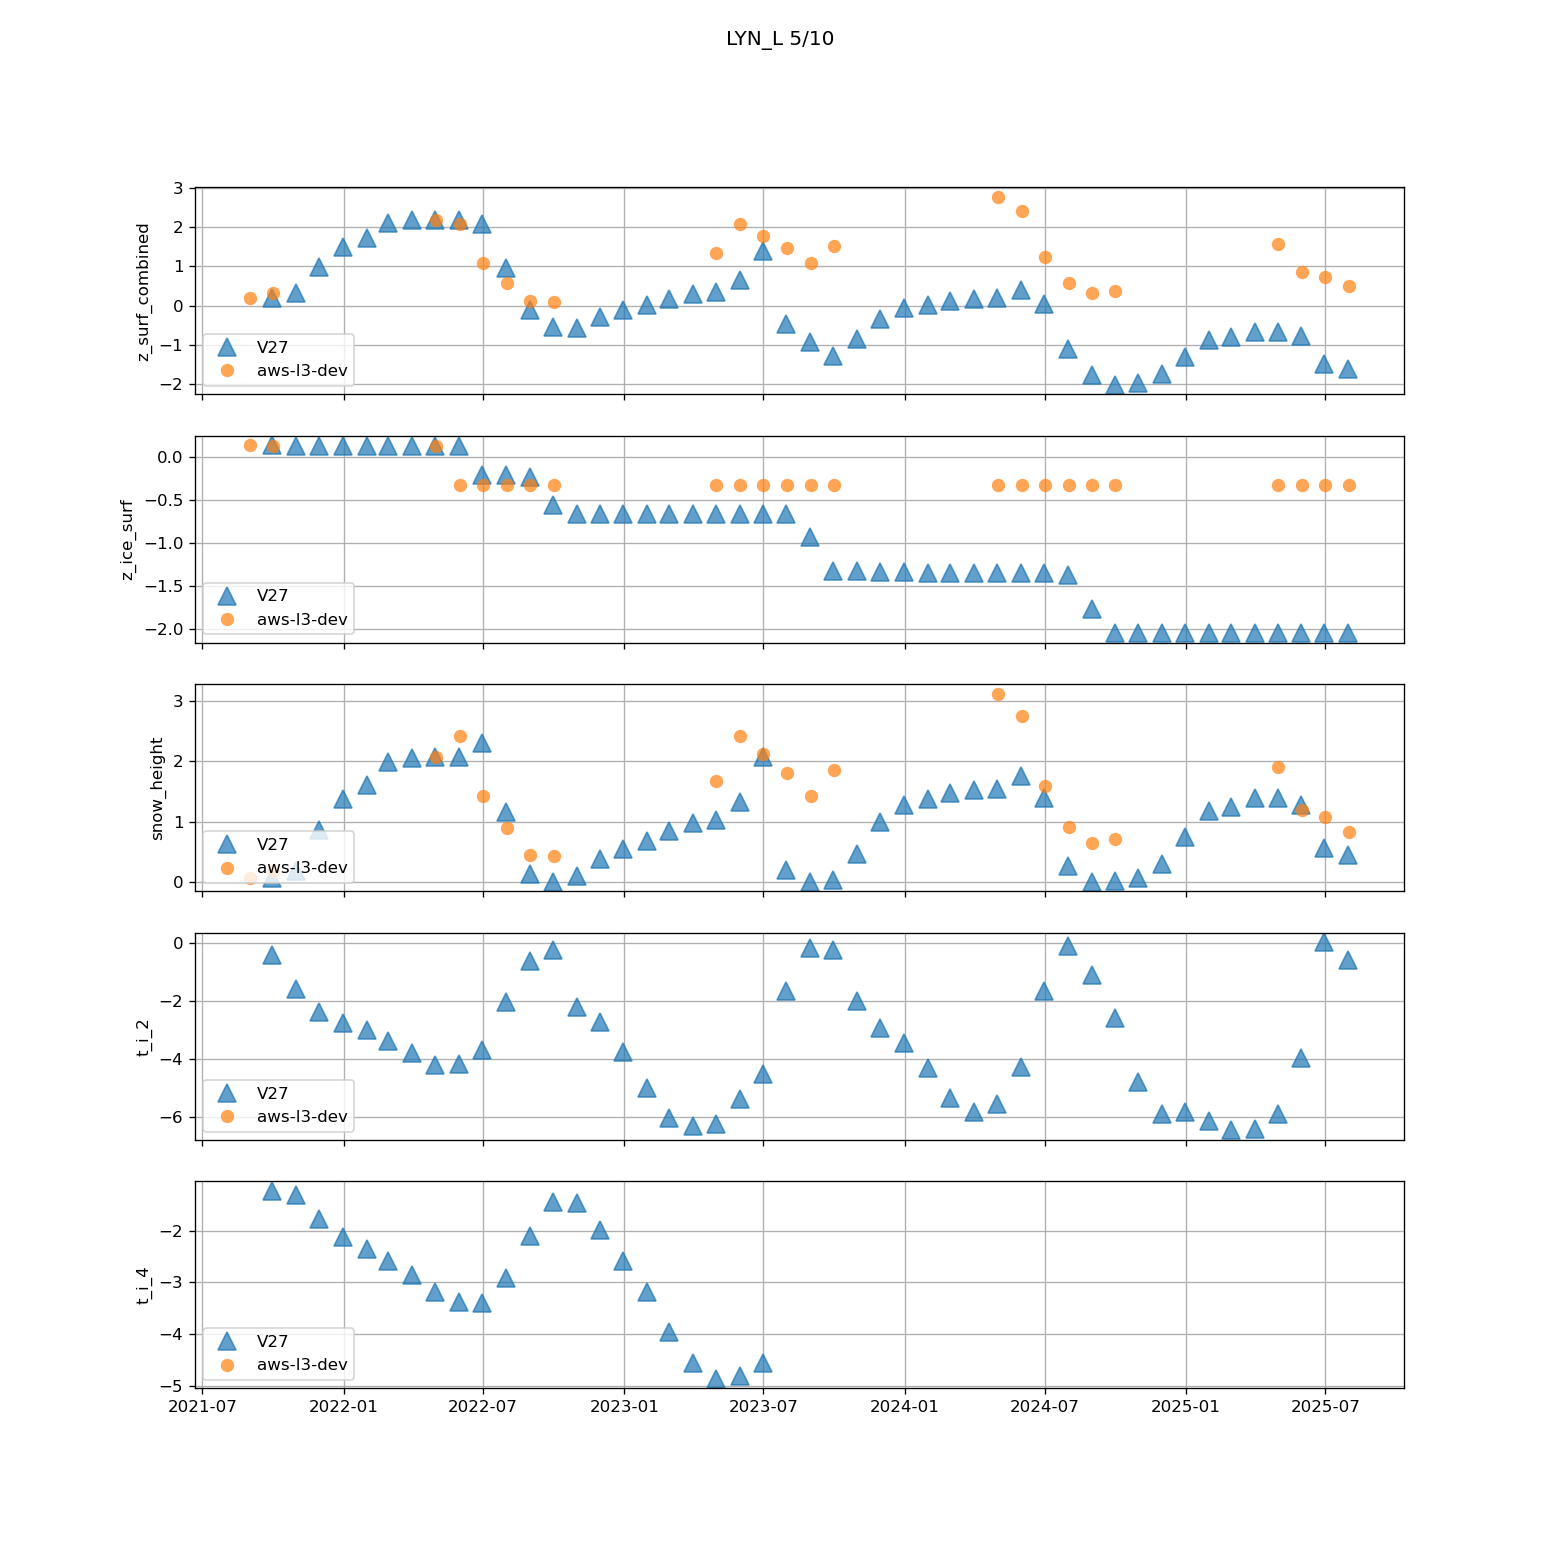 LYN_L 5/10
3
2
1
0
−1
−2
z_surf_combined
V27
aws-l3-dev
0.0
−0.5
−1.0
−1.5
−2.0
z_ice_surf
V27
aws-l3-dev
3
2
1
0
snow_height
V27
aws-l3-dev
0
−2
−4
−6
t_i_2
V27
aws-l3-dev
−2
−3
−4
−5
t_i_4
V27
aws-l3-dev
2021-07 2022-01 2022-07 2023-01 2023-07 2024-01 2024-07 2025-01 2025-07